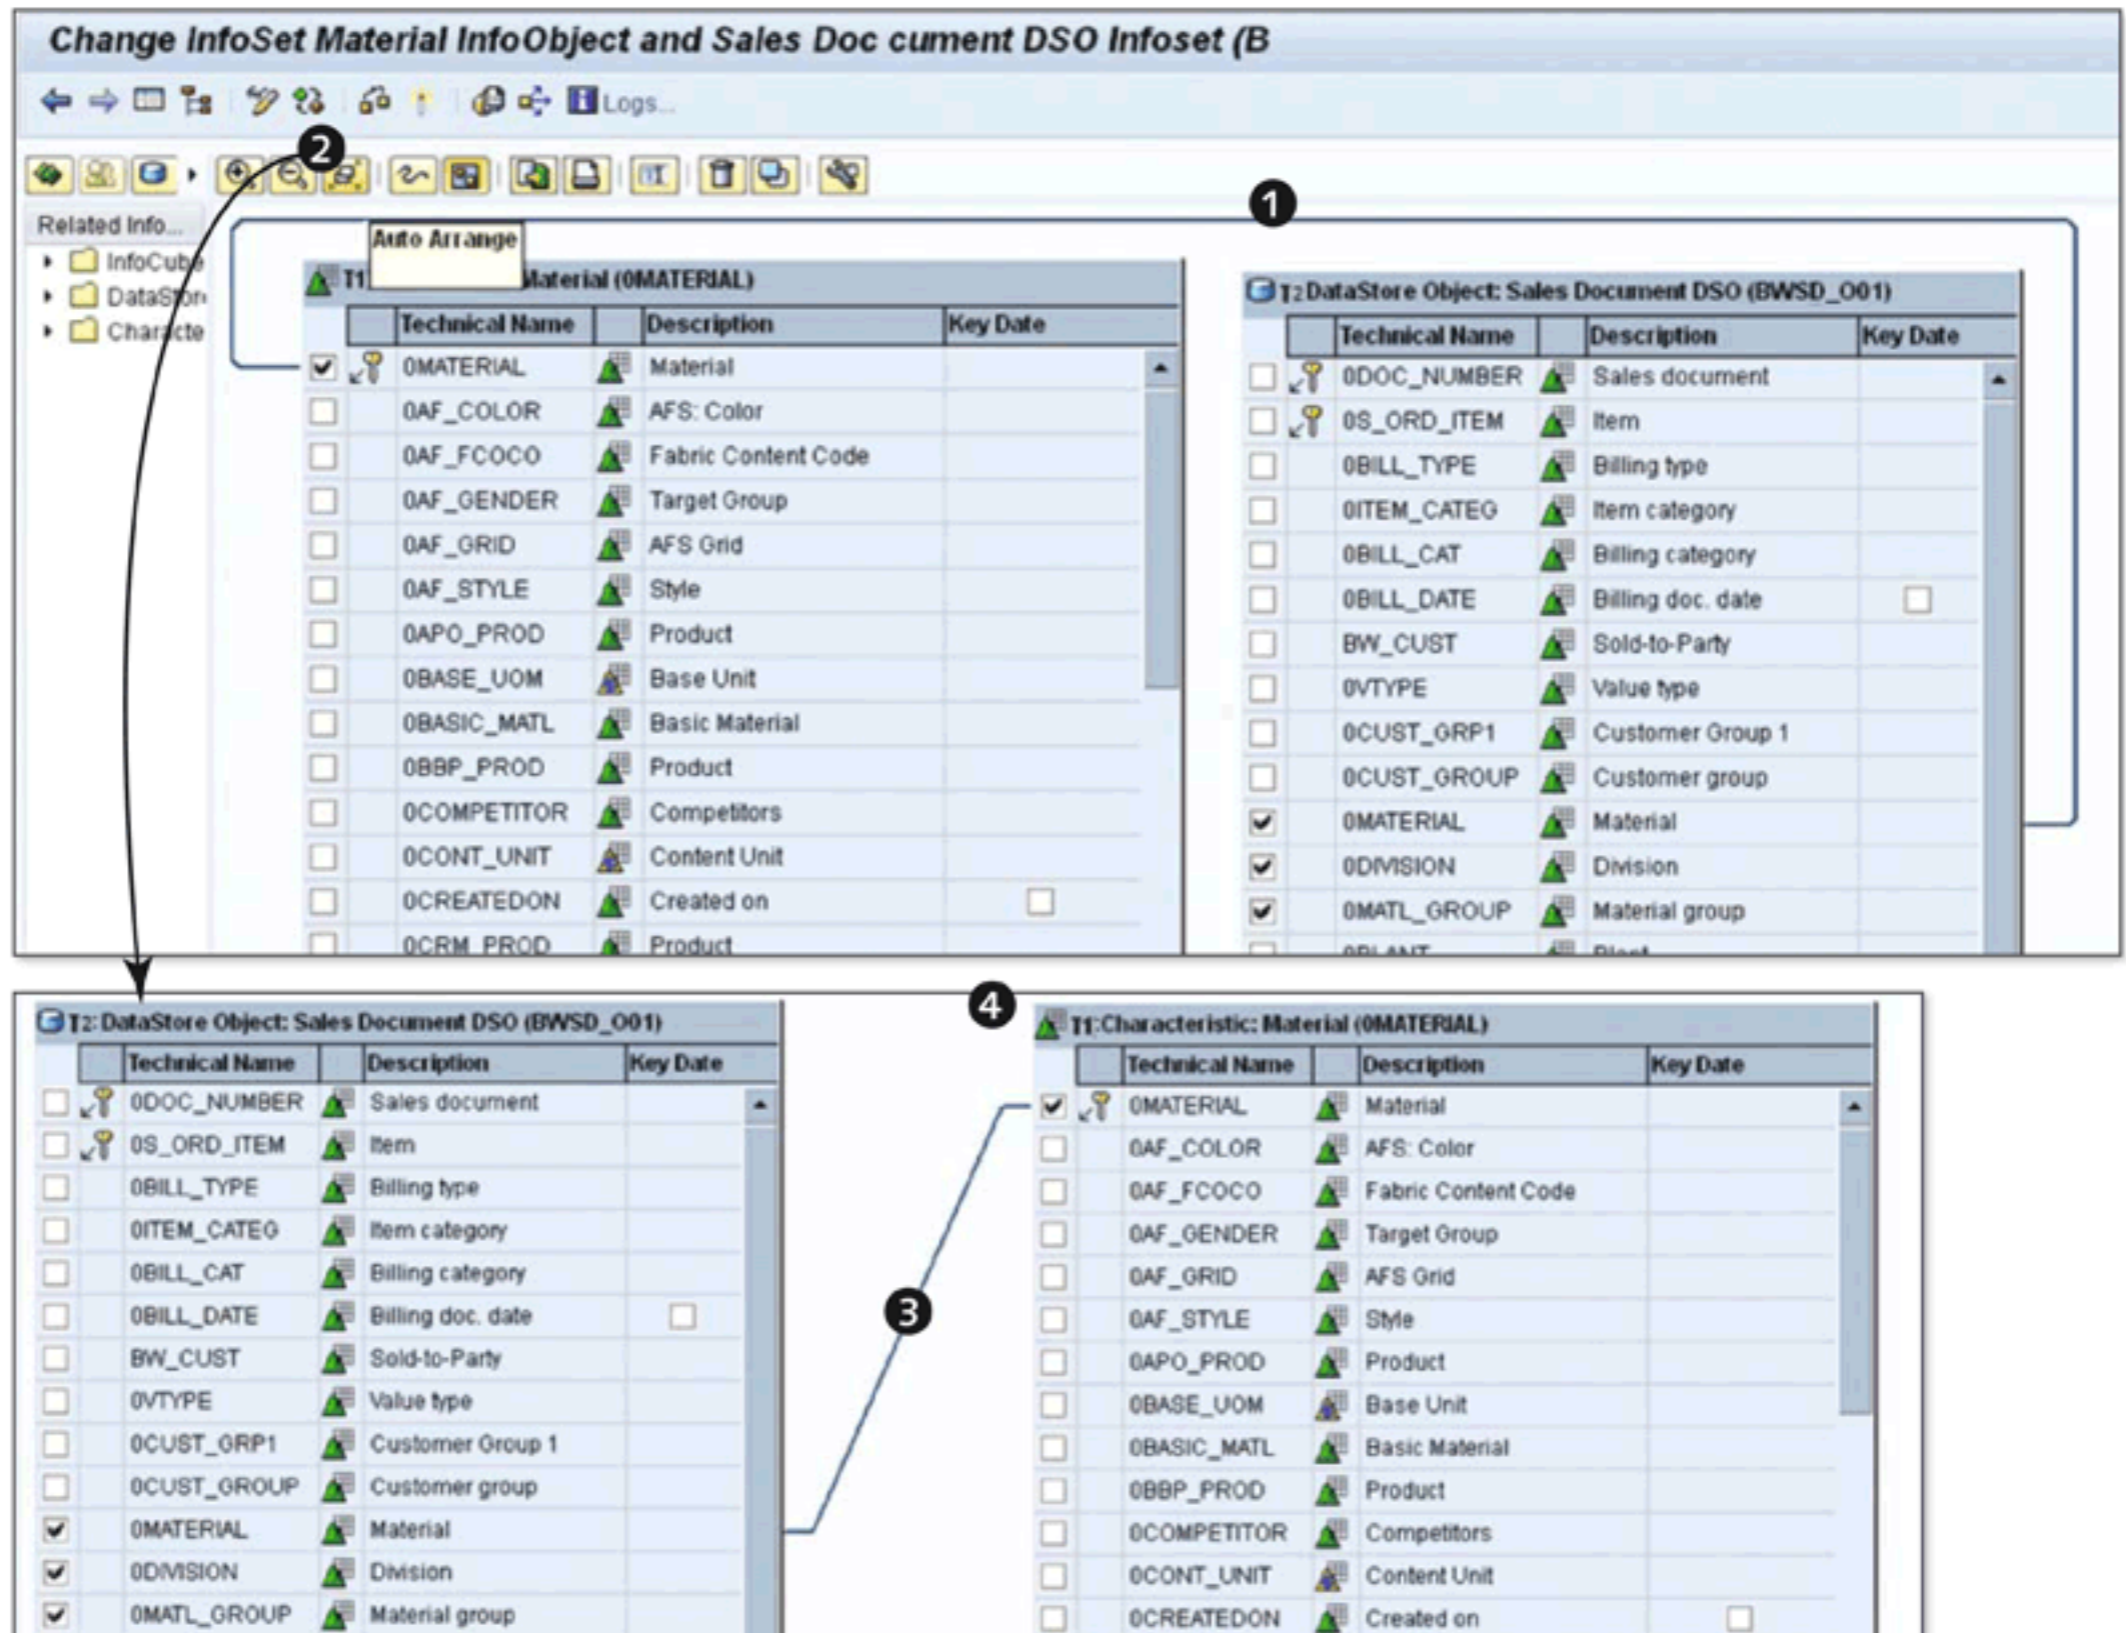 Change InfoSet Material InfoObject and Sales Doc cument DSO Infoset (B
Logs...
2
1
Related Info...
InfoCube
DataStor
Characte
Auto Arrange
T1 Material (0MATERIAL)
Technical Name Description Key Date
0MATERIAL Material
0AF_COLOR AFS: Color
0AF_FCOCO Fabric Content Code
0AF_GENDER Target Group
0AF_GRID AFS Grid
0AF_STYLE Style
0APO_PROD Product
0BASE_UOM Base Unit
0BASIC_MATL Basic Material
0BBP_PROD Product
0COMPETITOR Competitors
0CONT_UNIT Content Unit
0CREATEDON Created on
0CRM_PROD Product
T2 DataStore Object: Sales Document DSO (BWSD_O01)
Technical Name Description Key Date
0DOC_NUMBER Sales document
0S_ORD_ITEM Item
0BILL_TYPE Billing type
0ITEM_CATEG Item category
0BILL_CAT Billing category
0BILL_DATE Billing doc. date
BW_CUST Sold-to-Party
0VTYPE Value type
0CUST_GRP1 Customer Group 1
0CUST_GROUP Customer group
0MATERIAL Material
0DIVISION Division
0MATL_GROUP Material group
0PLANT Plant
T2: DataStore Object: Sales Document DSO (BWSD_O01)
Technical Name Description Key Date
0DOC_NUMBER Sales document
0S_ORD_ITEM Item
0BILL_TYPE Billing type
0ITEM_CATEG Item category
0BILL_CAT Billing category
0BILL_DATE Billing doc. date
BW_CUST Sold-to-Party
0VTYPE Value type
0CUST_GRP1 Customer Group 1
0CUST_GROUP Customer group
0MATERIAL Material
0DIVISION Division
0MATL_GROUP Material group
3
4
T1:Characteristic: Material (0MATERIAL)
Technical Name Description Key Date
0MATERIAL Material
0AF_COLOR AFS: Color
0AF_FCOCO Fabric Content Code
0AF_GENDER Target Group
0AF_GRID AFS Grid
0AF_STYLE Style
0APO_PROD Product
0BASE_UOM Base Unit
0BASIC_MATL Basic Material
0BBP_PROD Product
0COMPETITOR Competitors
0CONT_UNIT Content Unit
0CREATEDON Created on